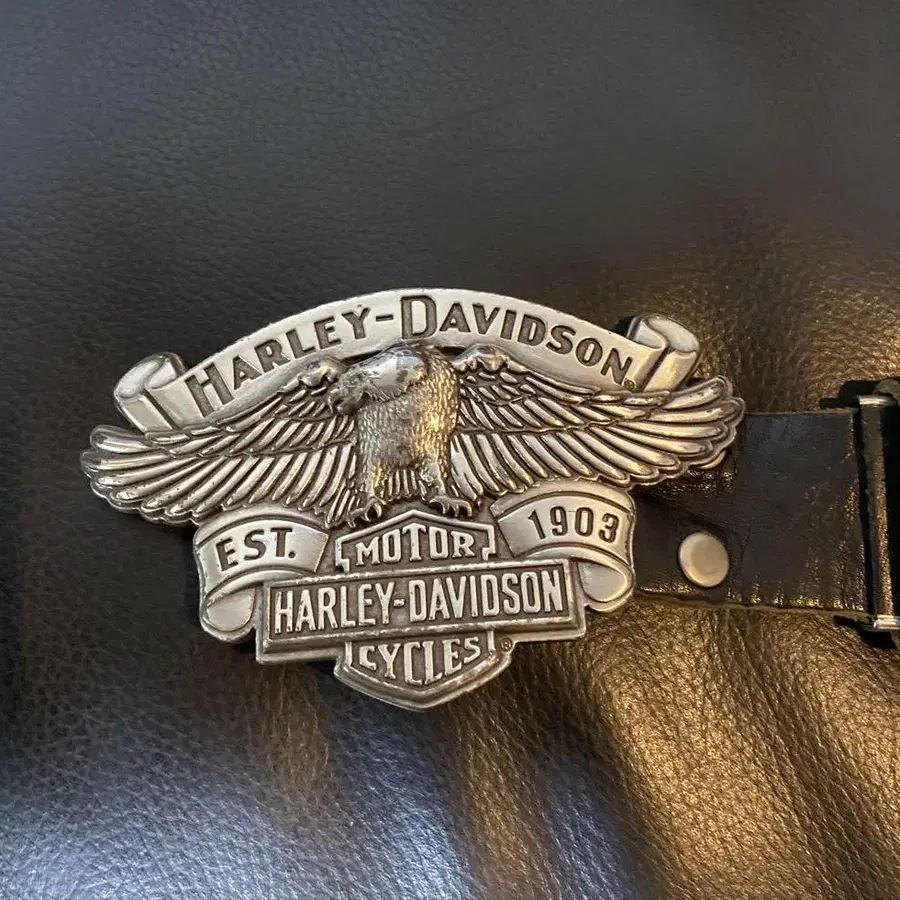 HARLEY-DAVIDSON®
EST.
1903
MOTOR
HARLEY-DAVIDSON
CYCLES®